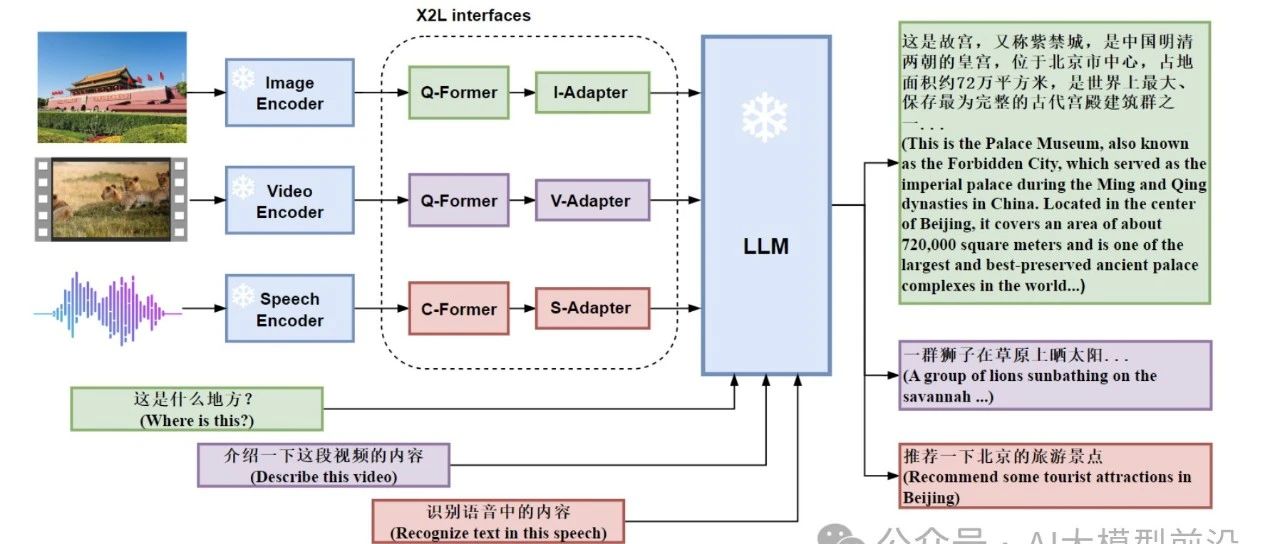 X2L interfaces
Image
Encoder
Q-Former
I-Adapter
Video
Encoder
Q-Former
V-Adapter
Speech
Encoder
C-Former
S-Adapter
LLM
这是什么地方？
(Where is this?)
介绍一下这段视频的内容
(Describe this video)
识别语音中的内容
(Recognize text in this speech)
这是故宫，又称紫禁城，是中国明清
两朝的皇宫，位于北京市中心，占地
面积约72万平方米，是世界上最大、
保存最为完整的古代宫殿建筑群之
一...
(This is the Palace Museum, also known
as the Forbidden City, which served as the
imperial palace during the Ming and Qing
dynasties in China. Located in the center
of Beijing, it covers an area of about
720,000 square meters and is one of the
largest and best-preserved ancient palace
complexes in the world...)
一群狮子在草原上晒太阳...
(A group of lions sunbathing on the
savannah ...)
推荐一下北京的旅游景点
(Recommend some tourist attractions in
Beijing)
公众号·AI大模型前沿